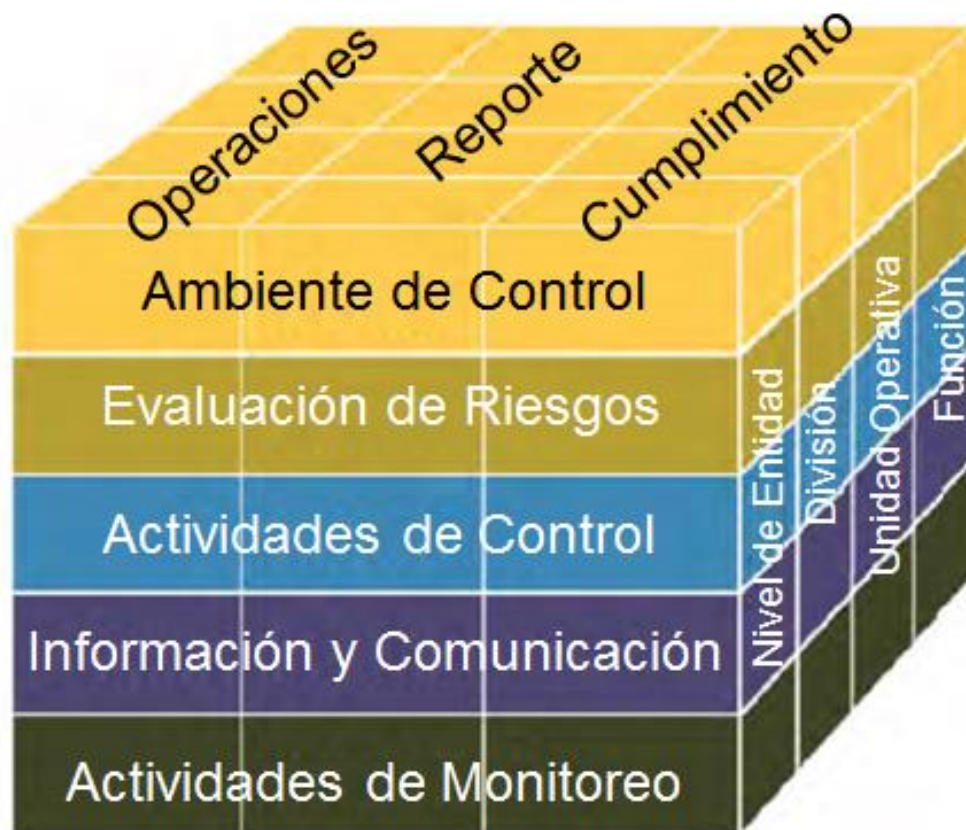 Operaciones
Reporte
Cumplimiento
Ambiente de Control
Evaluación de Riesgos
Actividades de Control
Información y Comunicación
Actividades de Monitoreo
Nivel de Entidad
División
Unidad Operativa
Función